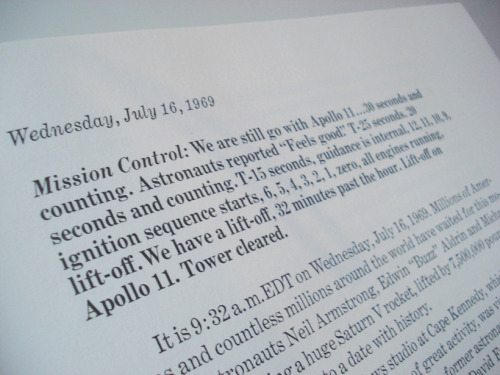 Wednesday, July 16, 1969
Mission Control: We are still go with Apollo 11...30 seconds and
counting. Astronauts reported "Feels good." T-25 seconds. 20
seconds and counting. T-15 seconds, guidance is internal, 12, 11, 10, 9,
ignition sequence starts, 6, 5, 4, 3, 2, 1, zero, all engines running,
lift-off. We have a lift-off, 32 minutes past the hour. Lift-off on
Apollo 11. Tower cleared.
It is 9:32 a.m. EDT on Wednesday, July 16, 1969. Millions of Amer-
and countless millions around the world have waited for this
astronauts Neil Armstrong, Edwin "Buzz" Aldrin and
a huge Saturn V rocket, lifted by 7,500,000
to a date with history.
studio at Cape Kennedy,
of great activity was
former